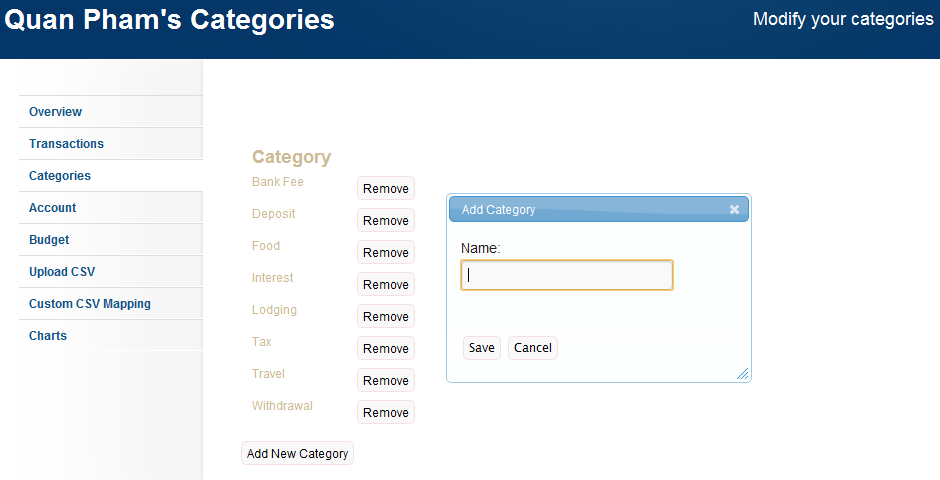 Quan Pham's Categories
Modify your categories
Overview
Transactions
Categories
Account
Budget
Upload CSV
Custom CSV Mapping
Charts
Category
Bank Fee Remove
Deposit Remove
Food Remove
Interest Remove
Lodging Remove
Tax Remove
Travel Remove
Withdrawal Remove
Add New Category
Add Category
Name:
Save Cancel